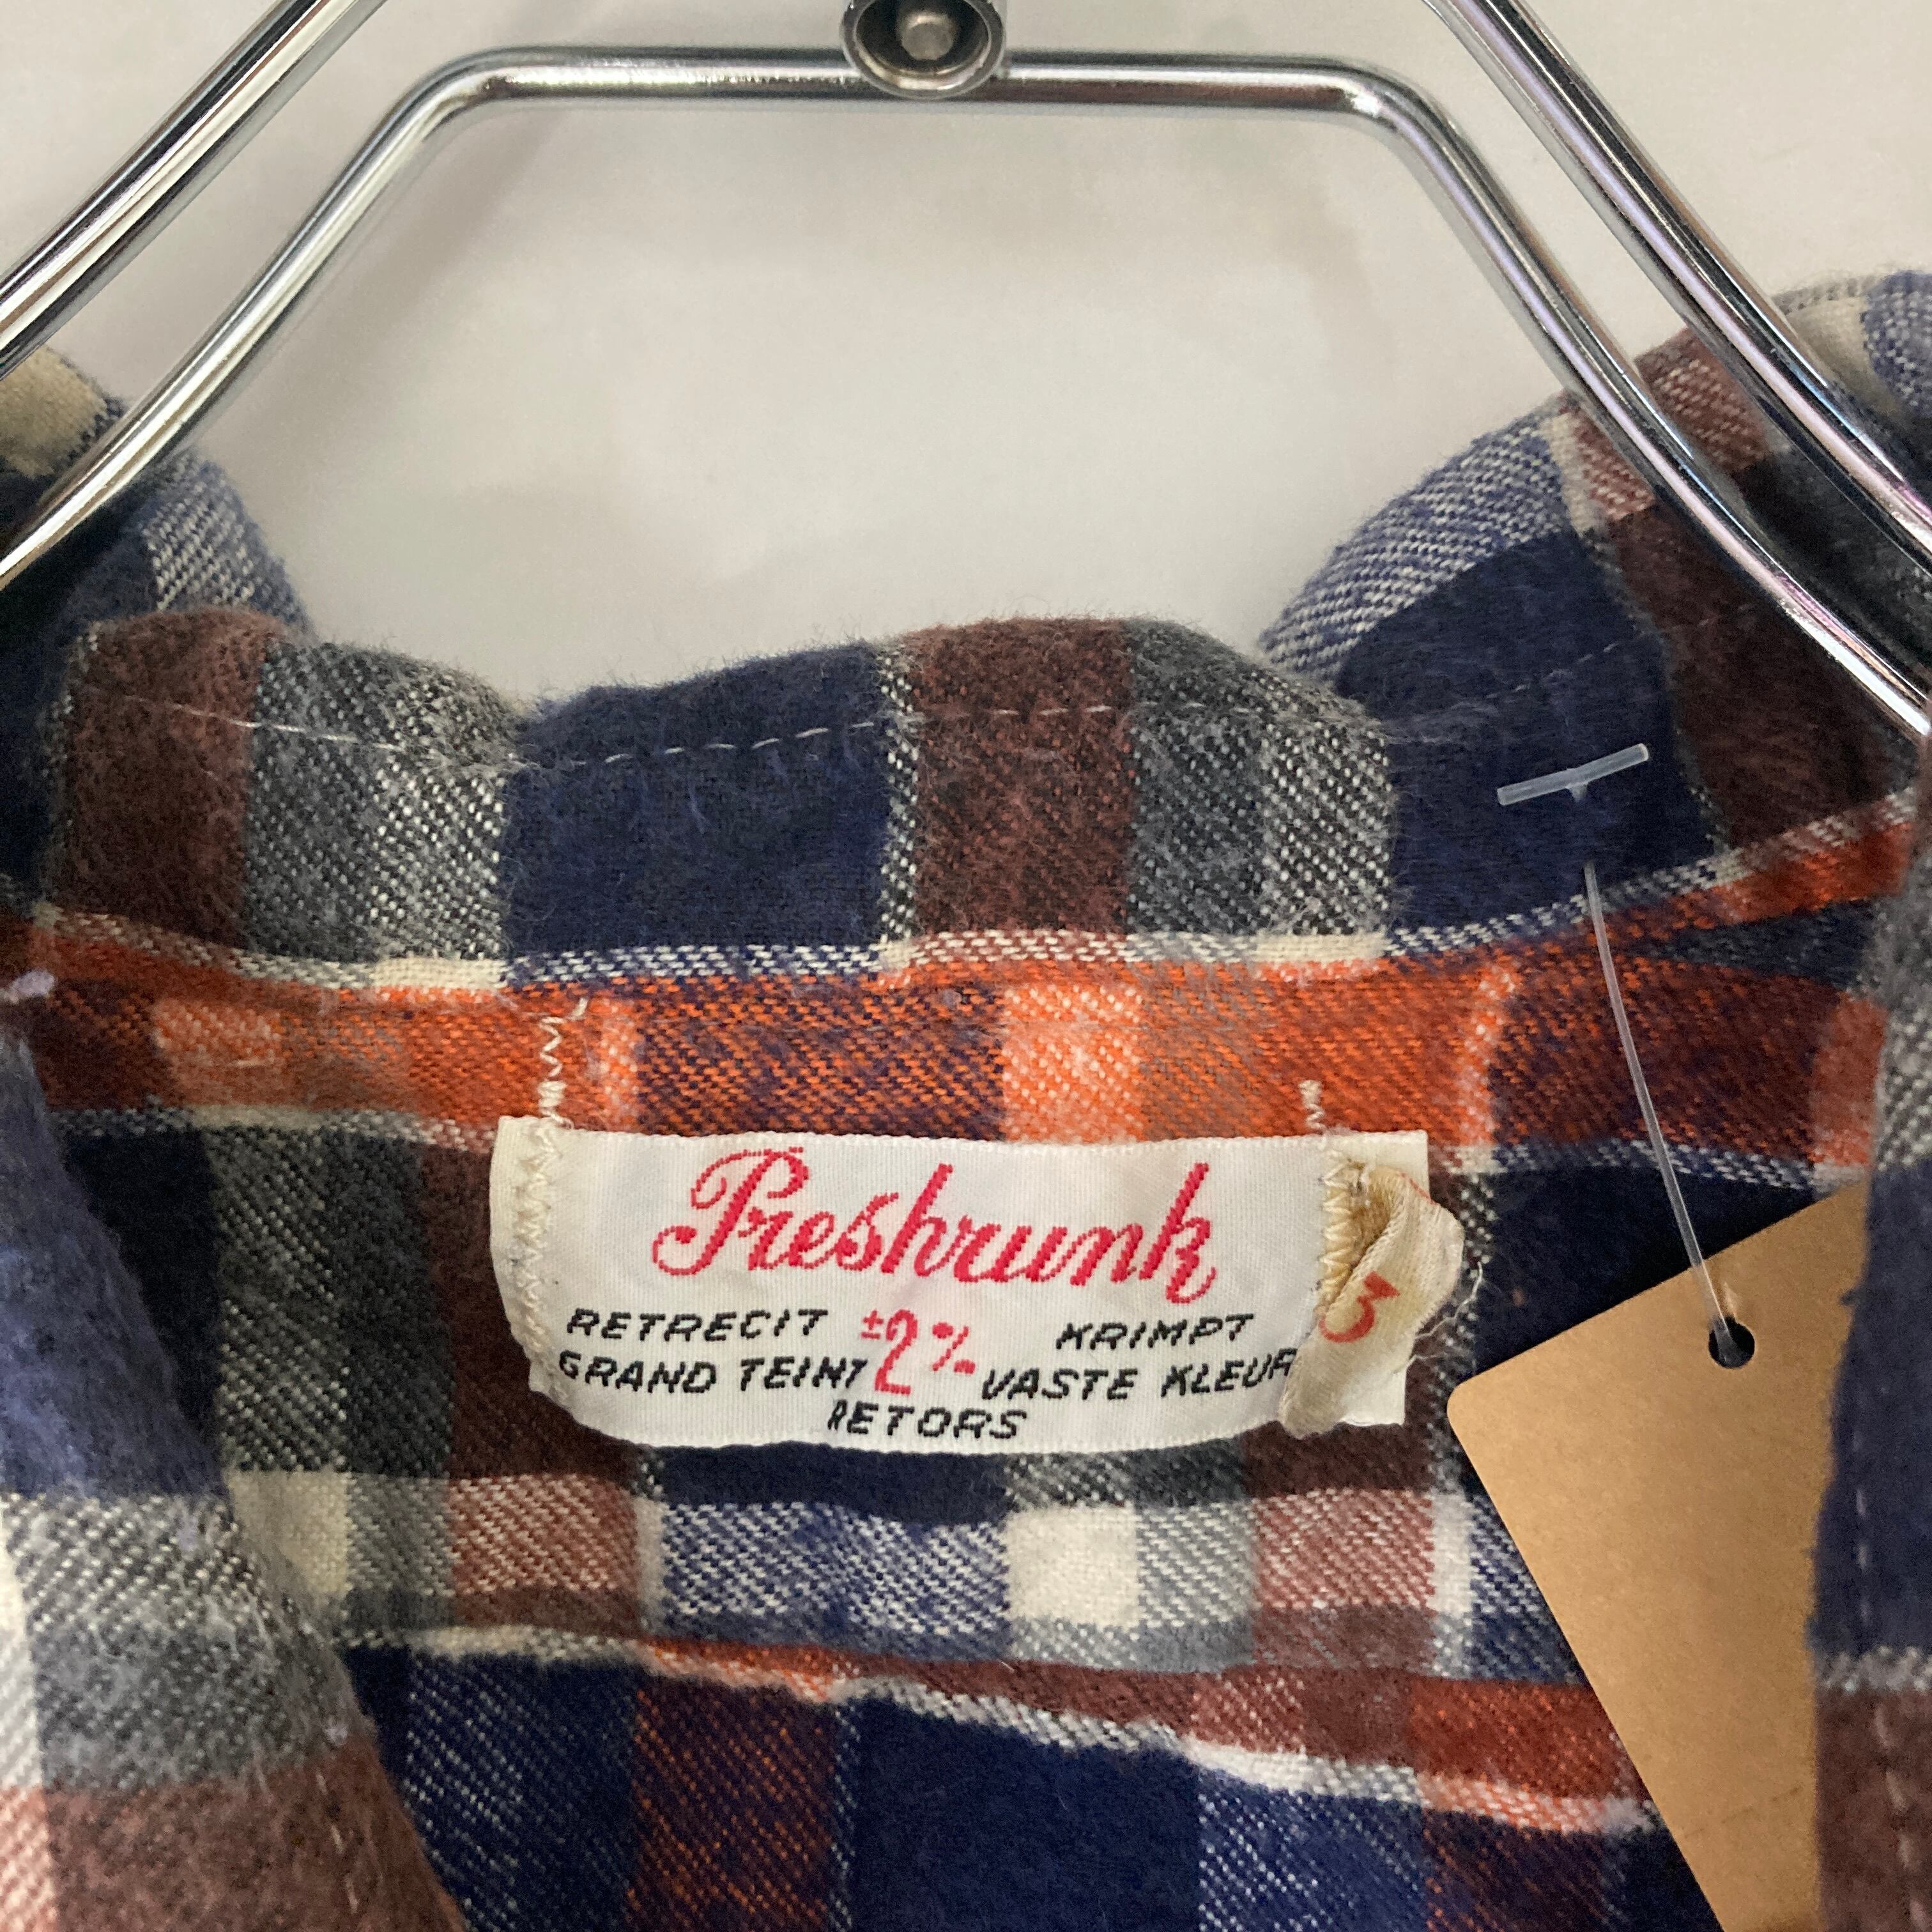 Preshrunk
RETRECIT ±2% KRIMPT
GRAND TEINT VASTE KLEUR
RETORS
3